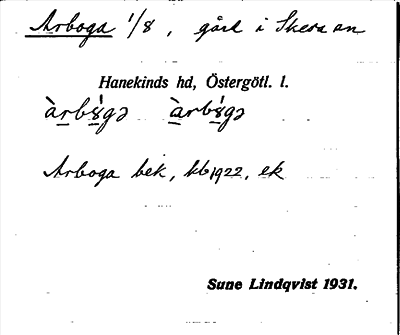 Arboga 1/8, gård i Skeda sn
Hanekinds hd, Östergötl. l.
Arboga bek, kb1922, ek
Sune Lindqvist 1931.